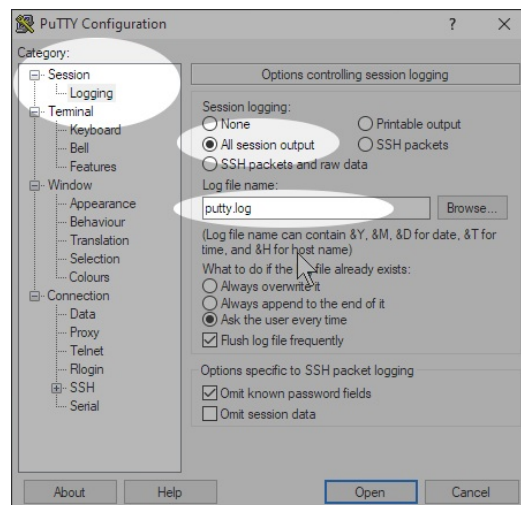 PuTTY Configuration
?
Category:
Session
Logging
Terminal
Keyboard
Bell
Features
Window
Appearance
Behaviour
Translation
Selection
Colours
Connection
Data
Proxy
Telnet
Rlogin
SSH
Serial
Options controlling session logging
Session logging:
None
Printable output
All session output
SSH packets
SSH packets and raw data
Log file name:
putty.log
Browse...
(Log file name can contain &Y, &M, &D for date, &T for
time, and &H for host name)
What to do if the file already exists:
Always overwrite it
Always append to the end of it
Ask the user every time
Flush log file frequently
Options specific to SSH packet logging
Omit known password fields
Omit session data
About
Help
Open
Cancel